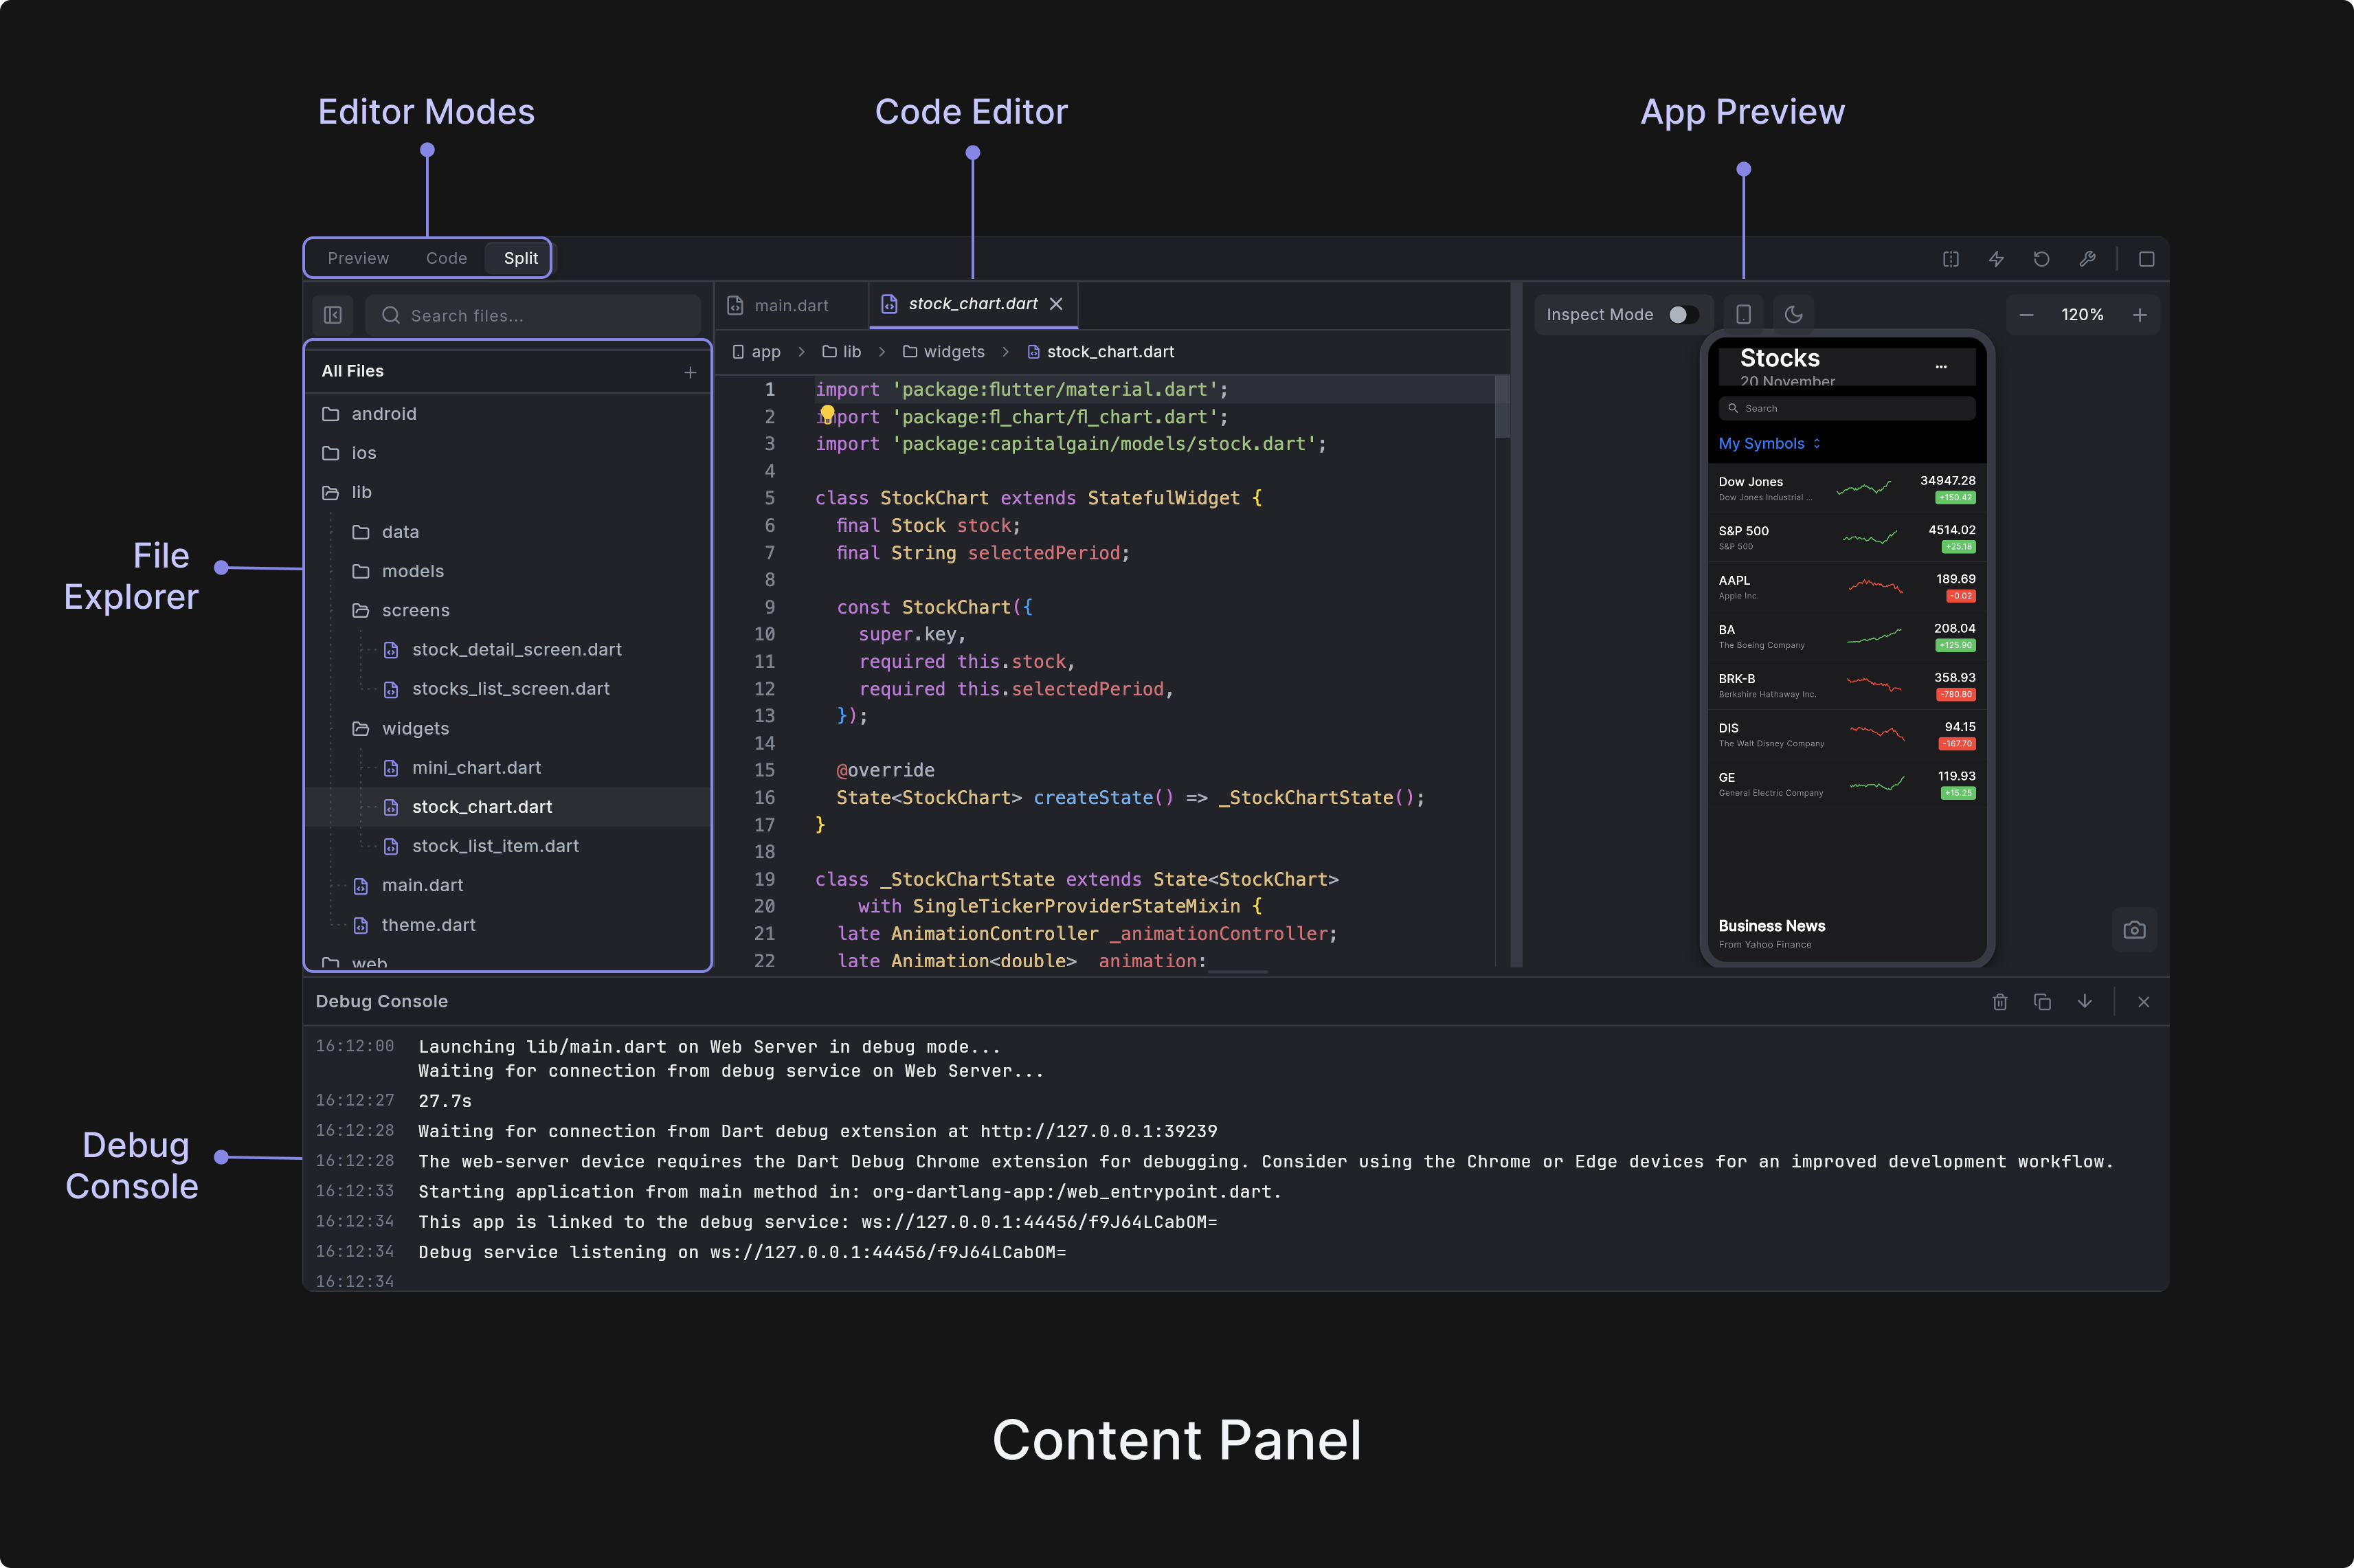 Editor Modes
Code Editor
App Preview
Preview Code Split
Search files...
All Files
android
ios
lib
data
models
screens
stock_detail_screen.dart
stocks_list_screen.dart
widgets
mini_chart.dart
stock_chart.dart
stock_list_item.dart
main.dart
theme.dart
web
File
Explorer
main.dart stock_chart.dart
app > lib > widgets > stock_chart.dart
1 import 'package:flutter/material.dart';
2 import 'package:fl_chart/fl_chart.dart';
3 import 'package:capitalgain/models/stock.dart';
4
5 class StockChart extends StatefulWidget {
6 final Stock stock;
7 final String selectedPeriod;
8
9 const StockChart({
10 super.key,
11 required this.stock,
12 required this.selectedPeriod,
13 });
14
15 @override
16 State<StockChart> createState() => _StockChartState();
17 }
18
19 class _StockChartState extends State<StockChart>
20 with SingleTickerProviderStateMixin {
21 late AnimationController _animationController;
22 late Animation<double> _animation;
Inspect Mode
120%
Stocks
20 November
Search
My Symbols
Dow Jones 34947.28
Dow Jones Industrial ... +150.42
S&P 500 4514.02
S&P 500 +25.18
AAPL 189.69
Apple Inc. -0.02
BA 208.04
The Boeing Company +125.90
BRK-B 358.93
Berkshire Hathaway Inc. -780.80
DIS 94.15
The Walt Disney Company -167.70
GE 119.93
General Electric Company +15.25
Business News
From Yahoo Finance
Debug Console
16:12:00 Launching lib/main.dart on Web Server in debug mode...
Waiting for connection from debug service on Web Server...
16:12:27 27.7s
16:12:28 Waiting for connection from Dart debug extension at http://127.0.0.1:39239
16:12:28 The web-server device requires the Dart Debug Chrome extension for debugging. Consider using the Chrome or Edge devices for an improved development workflow.
16:12:33 Starting application from main method in: org-dartlang-app:/web_entrypoint.dart.
16:12:34 This app is linked to the debug service: ws://127.0.0.1:44456/f9J64LCabOM=
16:12:34 Debug service listening on ws://127.0.0.1:44456/f9J64LCabOM=
16:12:34
Debug
Console
Content Panel